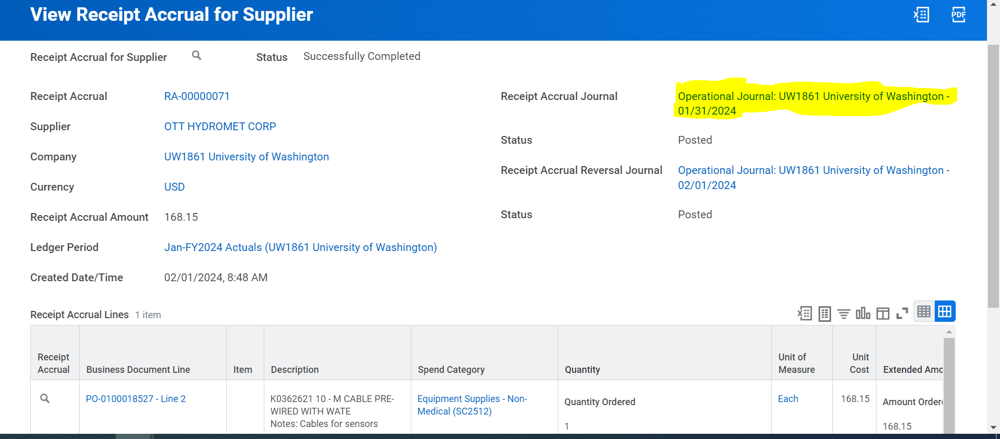 View Receipt Accrual for Supplier
X
PDF
Receipt Accrual for Supplier
Status Successfully Completed
Receipt Accrual RA-00000071
Supplier OTT HYDROMET CORP
Company UW1861 University of Washington
Currency USD
Receipt Accrual Amount 168.15
Ledger Period Jan-FY2024 Actuals (UW1861 University of Washington)
Created Date/Time 02/01/2024, 8:48 AM
Receipt Accrual Journal Operational Journal: UW1861 University of Washington -
01/31/2024
Status Posted
Receipt Accrual Reversal Journal Operational Journal: UW1861 University of Washington -
02/01/2024
Status Posted
Receipt Accrual Lines 1 item
X
Receipt
Accrual
Business Document Line
Item
Description
Spend Category
Quantity
Unit of
Measure
Unit
Cost
Extended Amo
PO-0100018527 - Line 2
K0362621 10 - M CABLE PRE-
WIRED WITH WATE
Notes: Cables for sensors
Equipment Supplies - Non-
Medical (SC2512)
Quantity Ordered
1
Each
168.15
Amount Order
168.15